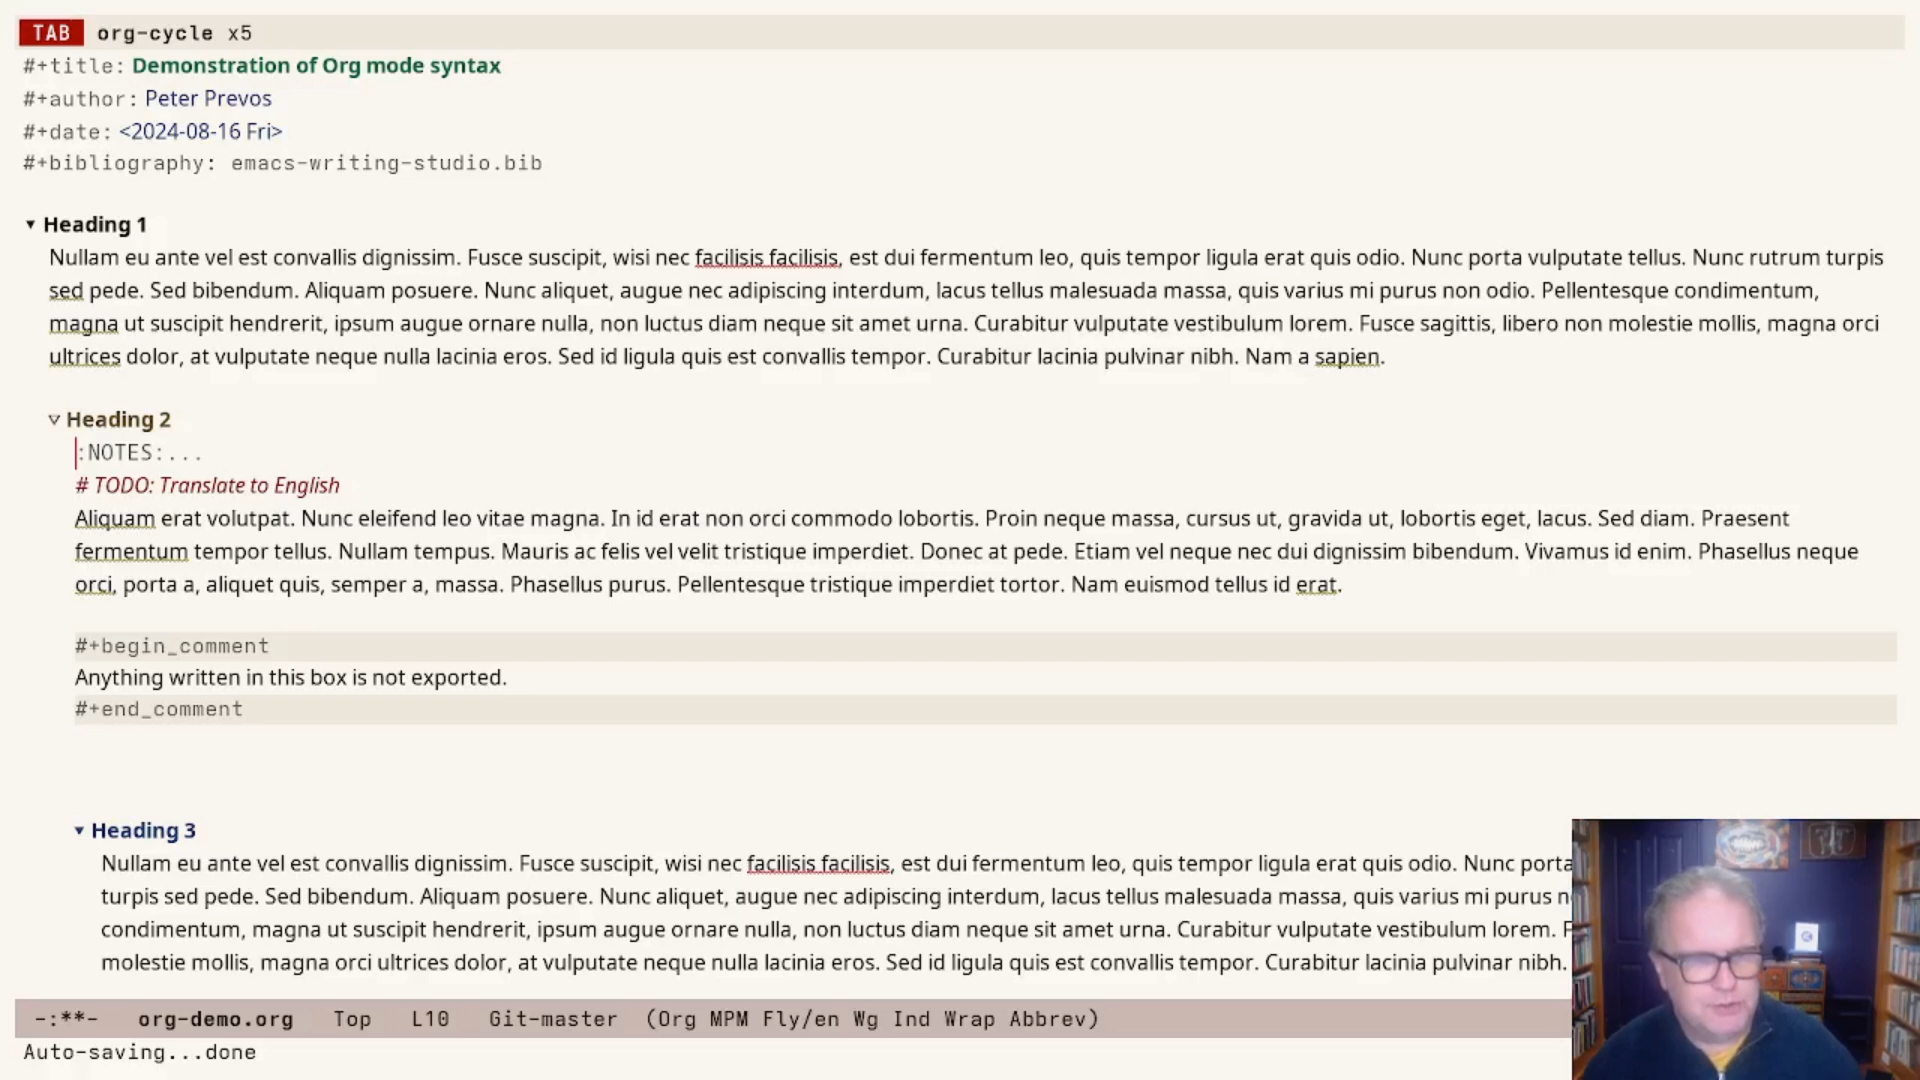 TAB org-cycle x5
#+title: Demonstration of Org mode syntax
#+author: Peter Prevos
#+date: <2024-08-16 Fri>
#+bibliography: emacs-writing-studio.bib
▼ Heading 1
Nullam eu ante vel est convallis dignissim. Fusce suscipit, wisi nec facilisis facilisis, est dui fermentum leo, quis tempor ligula erat quis odio. Nunc porta vulputate tellus. Nunc rutrum turpis
sed pede. Sed bibendum. Aliquam posuere. Nunc aliquet, augue nec adipiscing interdum, lacus tellus malesuada massa, quis varius mi purus non odio. Pellentesque condimentum,
magna ut suscipit hendrerit, ipsum augue ornare nulla, non luctus diam neque sit amet urna. Curabitur vulputate vestibulum lorem. Fusce sagittis, libero non molestie mollis, magna orci
ultrices dolor, at vulputate neque nulla lacinia eros. Sed id ligula quis est convallis tempor. Curabitur lacinia pulvinar nibh. Nam a sapien.
▽ Heading 2
:NOTES:...
# TODO: Translate to English
Aliquam erat volutpat. Nunc eleifend leo vitae magna. In id erat non orci commodo lobortis. Proin neque massa, cursus ut, gravida ut, lobortis eget, lacus. Sed diam. Praesent
fermentum tempor tellus. Nullam tempus. Mauris ac felis vel velit tristique imperdiet. Donec at pede. Etiam vel neque nec dui dignissim bibendum. Vivamus id enim. Phasellus neque
orci, porta a, aliquet quis, semper a, massa. Phasellus purus. Pellentesque tristique imperdiet tortor. Nam euismod tellus id erat.
#+begin_comment
Anything written in this box is not exported.
#+end_comment
▼ Heading 3
Nullam eu ante vel est convallis dignissim. Fusce suscipit, wisi nec facilisis facilisis, est dui fermentum leo, quis tempor ligula erat quis odio. Nunc porta
turpis sed pede. Sed bibendum. Aliquam posuere. Nunc aliquet, augue nec adipiscing interdum, lacus tellus malesuada massa, quis varius mi purus
condimentum, magna ut suscipit hendrerit, ipsum augue ornare nulla, non luctus diam neque sit amet urna. Curabitur vulputate vestibulum lorem.
molestie mollis, magna orci ultrices dolor, at vulputate neque nulla lacinia eros. Sed id ligula quis est convallis tempor. Curabitur lacinia pulvinar nibh.
-:**- org-demo.org Top L10 Git-master (Org MPM Fly/en Wg Ind Wrap Abbrev)
Auto-saving...done